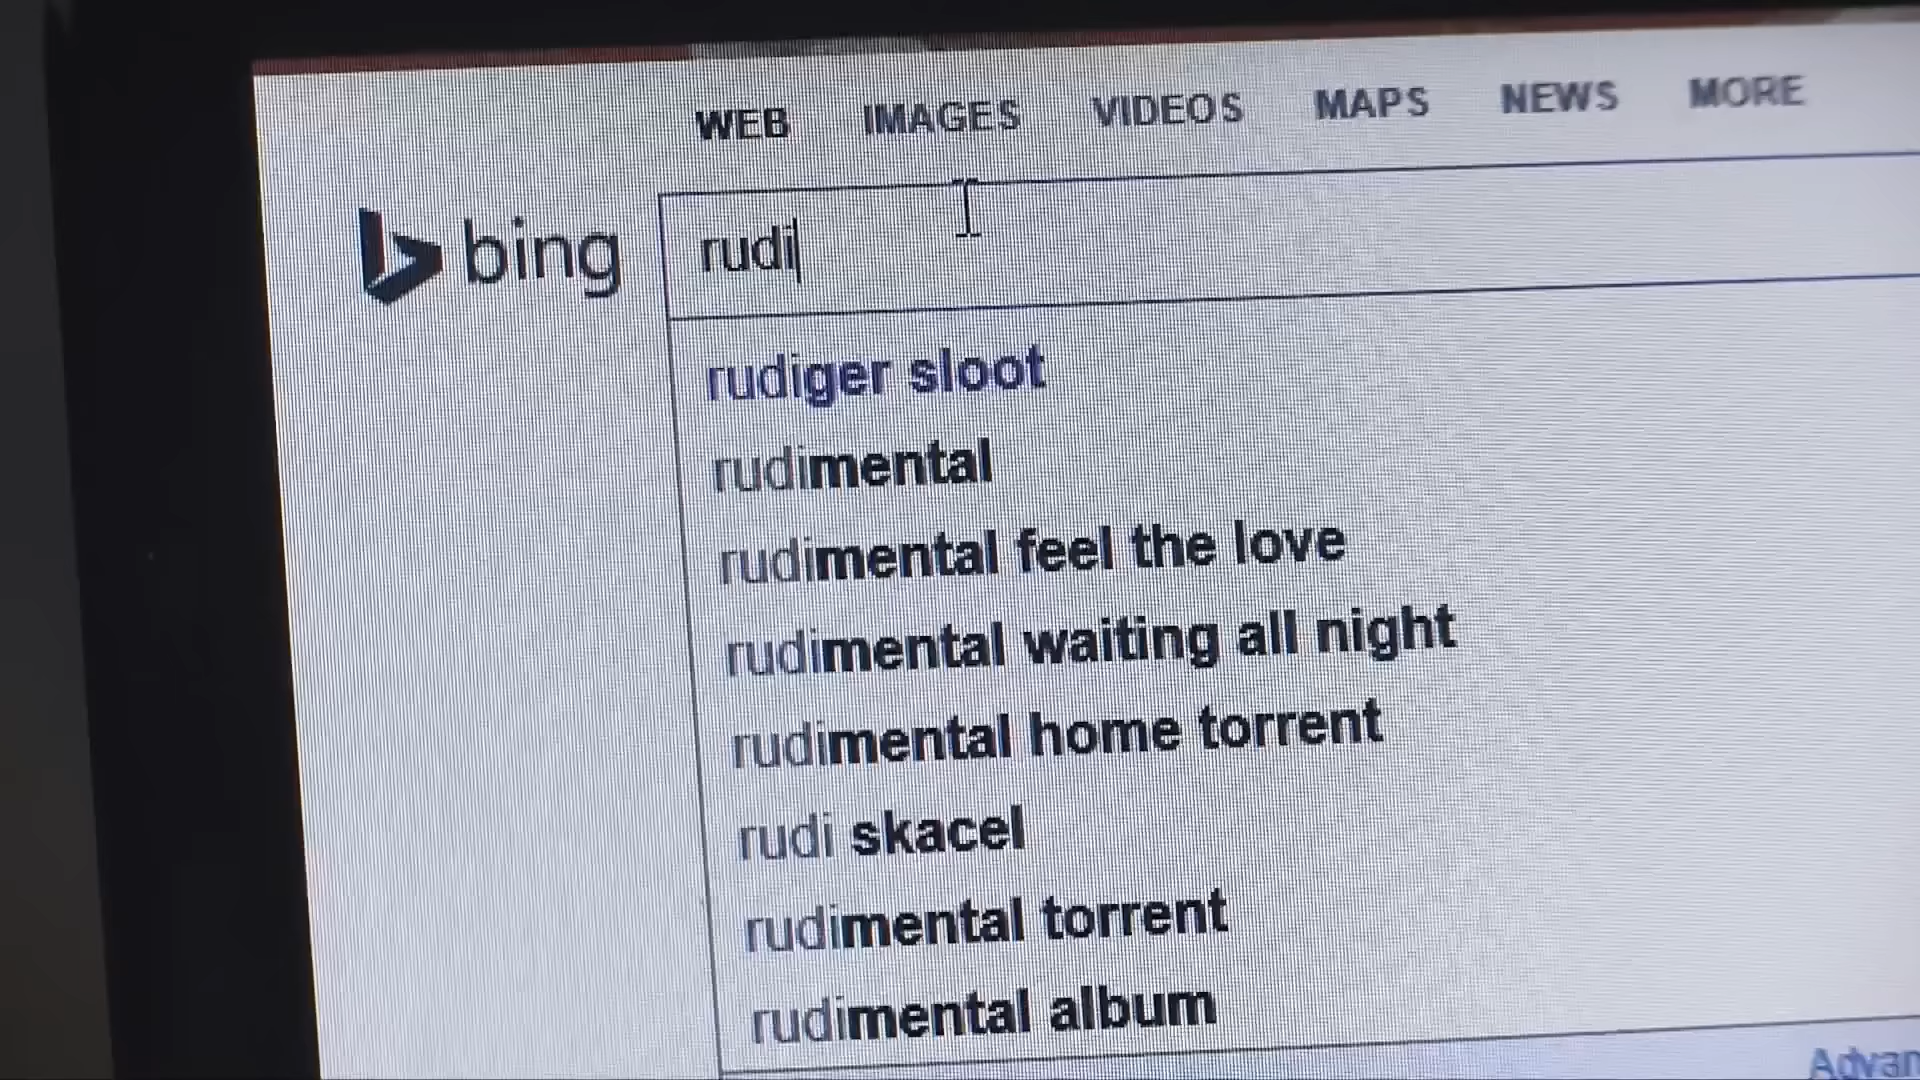 WEB IMAGES VIDEOS MAPS NEWS MORE
bing rudi
rudiger sloot
rudimental
rudimental feel the love
rudimental waiting all night
rudimental home torrent
rudi skacel
rudimental torrent
rudimental album